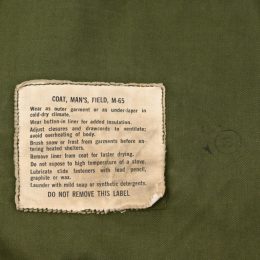 COAT, MAN'S, FIELD, M-65
Wear as outer garment or as under-layer in
cold-dry climate.
Wear button-in liner for added insulation.
Adjust closures and drawcords to ventilate;
avoid overheating of body.
Brush snow or frost from garments before en-
tering heated shelters.
Remove liner from coat for faster drying.
Do not expose to high temperature of a stove.
Lubricate slide fasteners with lead pencil,
graphite or wax.
Launder with mild soap or synthetic detergents.
DO NOT REMOVE THIS LABEL